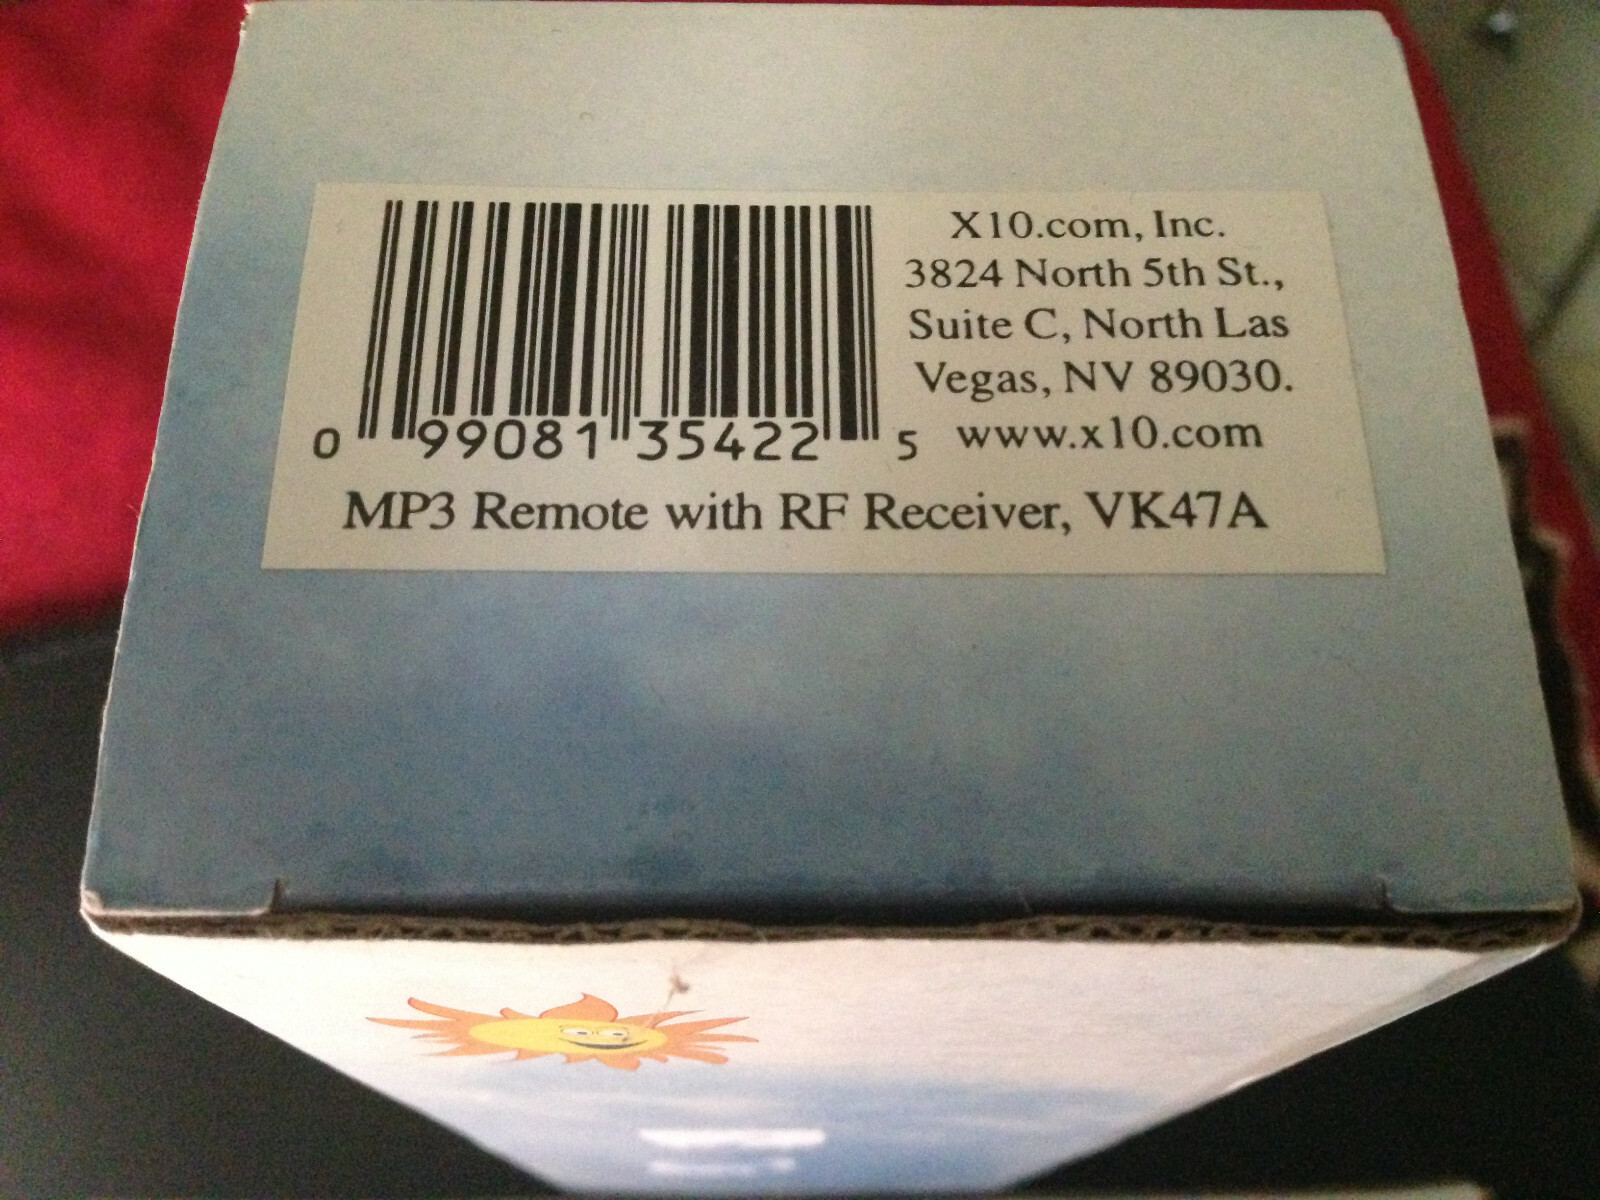 X10.com, Inc.
3824 North 5th St.,
Suite C, North Las
Vegas, NV 89030.
www.x10.com
0 99081 35422 5
MP3 Remote with RF Receiver, VK47A